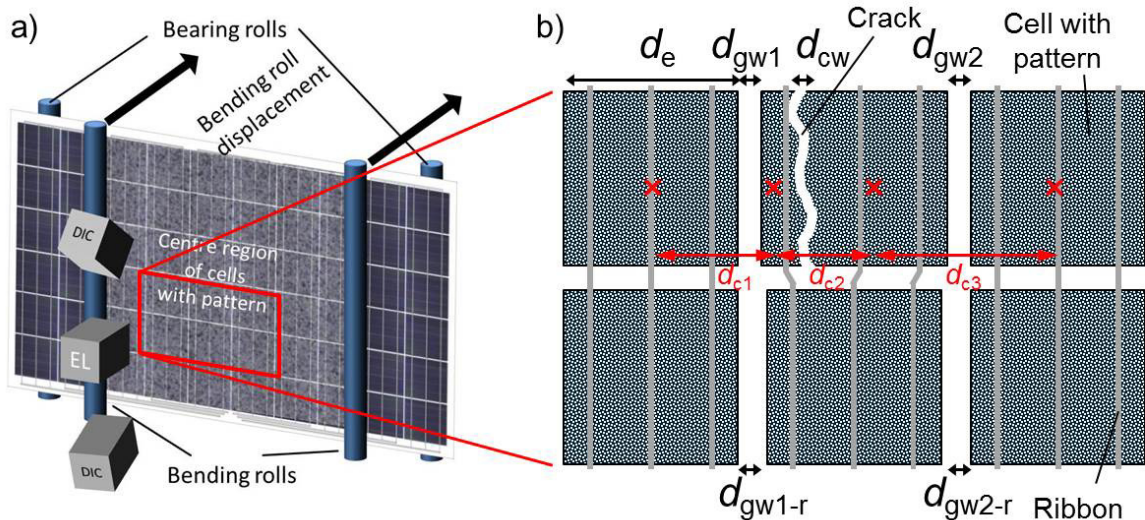 a)
Bearing rolls
Bending roll
displacement
DIC
Centre region
of cells
with pattern
EL
DIC
Bending rolls
b)
Crack
Cell with
pattern
de
dgw1
dcw
dgw2
dc1
dc2
dc3
dgw1-r
dgw2-r
Ribbon